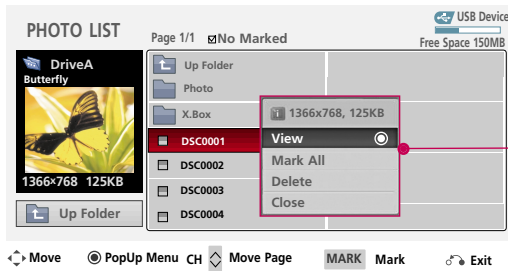 PHOTO LIST
Page 1/1 No Marked
USB Device
Free Space 150MB
DriveA
Butterfly
1366x768 125KB
Up Folder
Up Folder
Photo
X.Box
DSC0001
DSC0002
DSC0003
DSC0004
1366x768, 125KB
View
Mark All
Delete
Close
Move PopUp Menu CH Move Page MARK Mark Exit